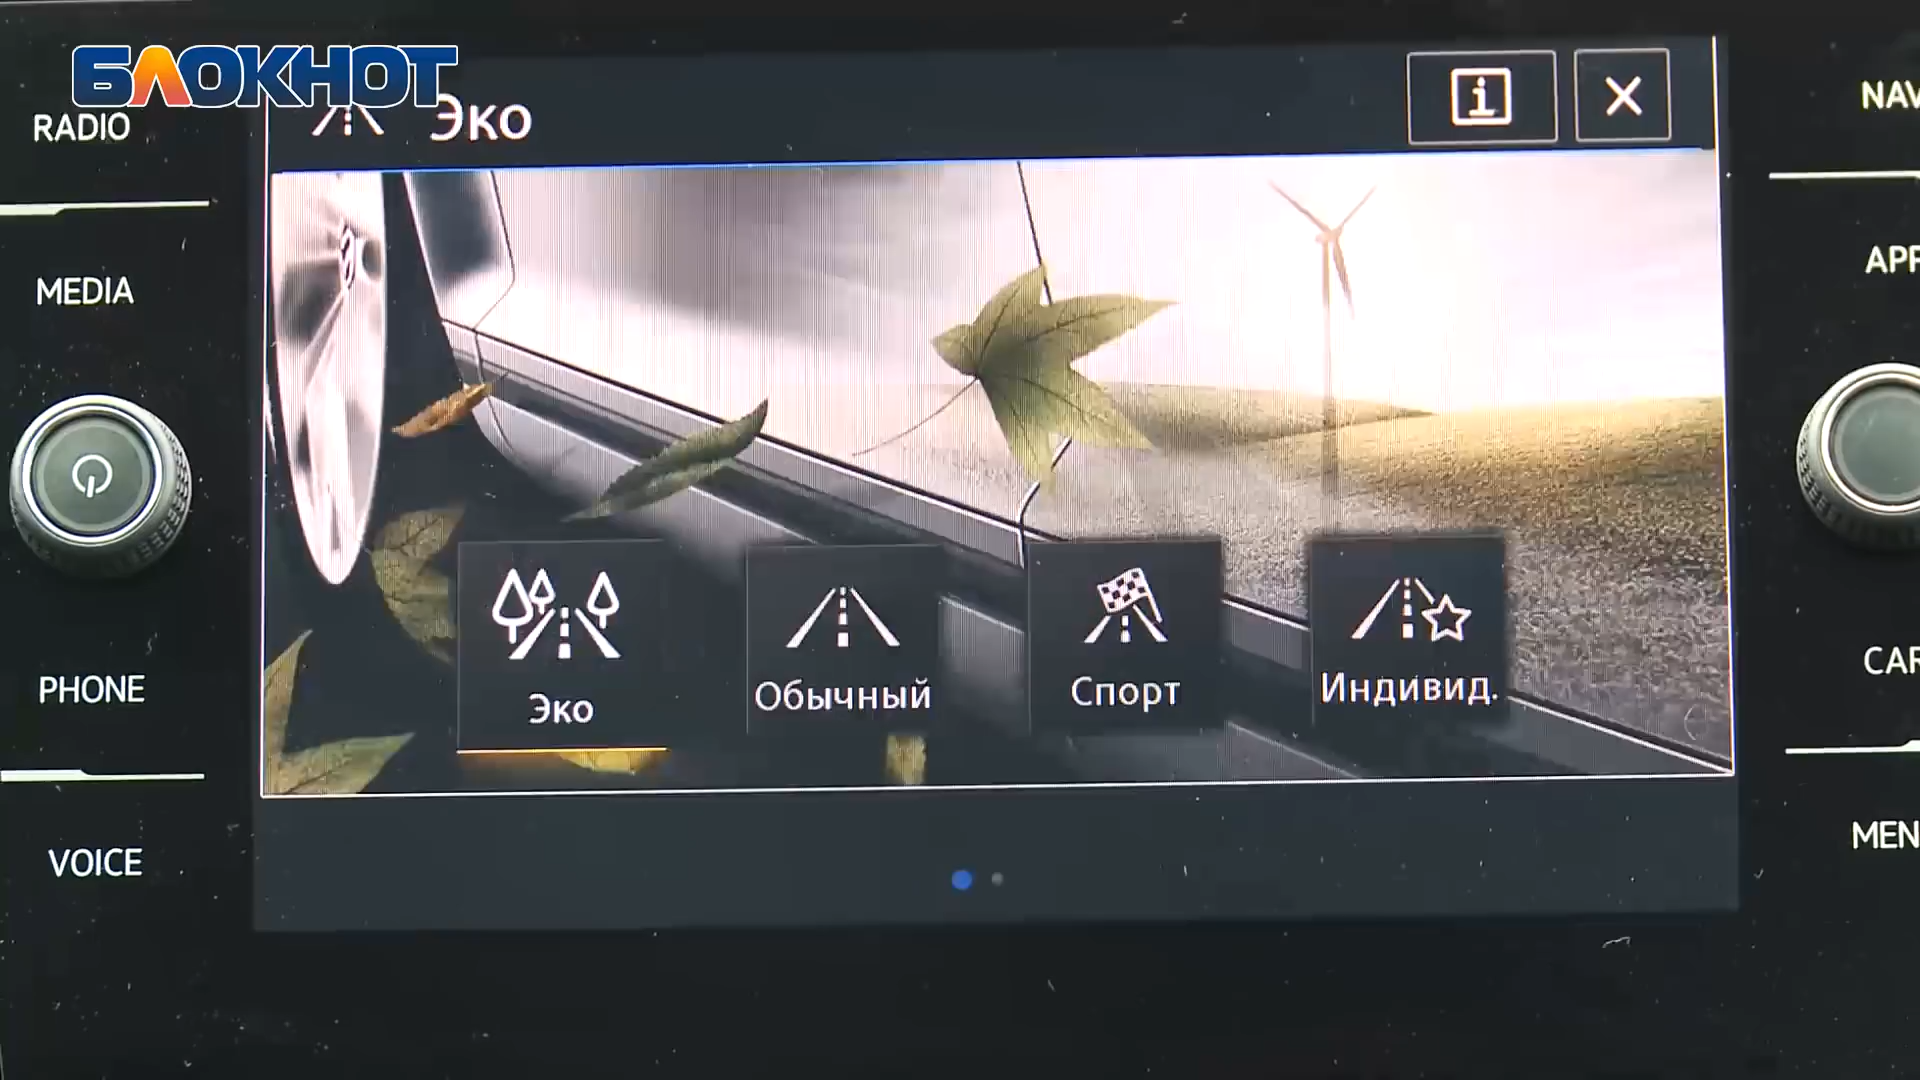 БЛОКНОТ
Эко
RADIO
MEDIA
PHONE
VOICE
NAV
APP
CAR
MEN
Эко
Обычный
Спорт
Индивид.